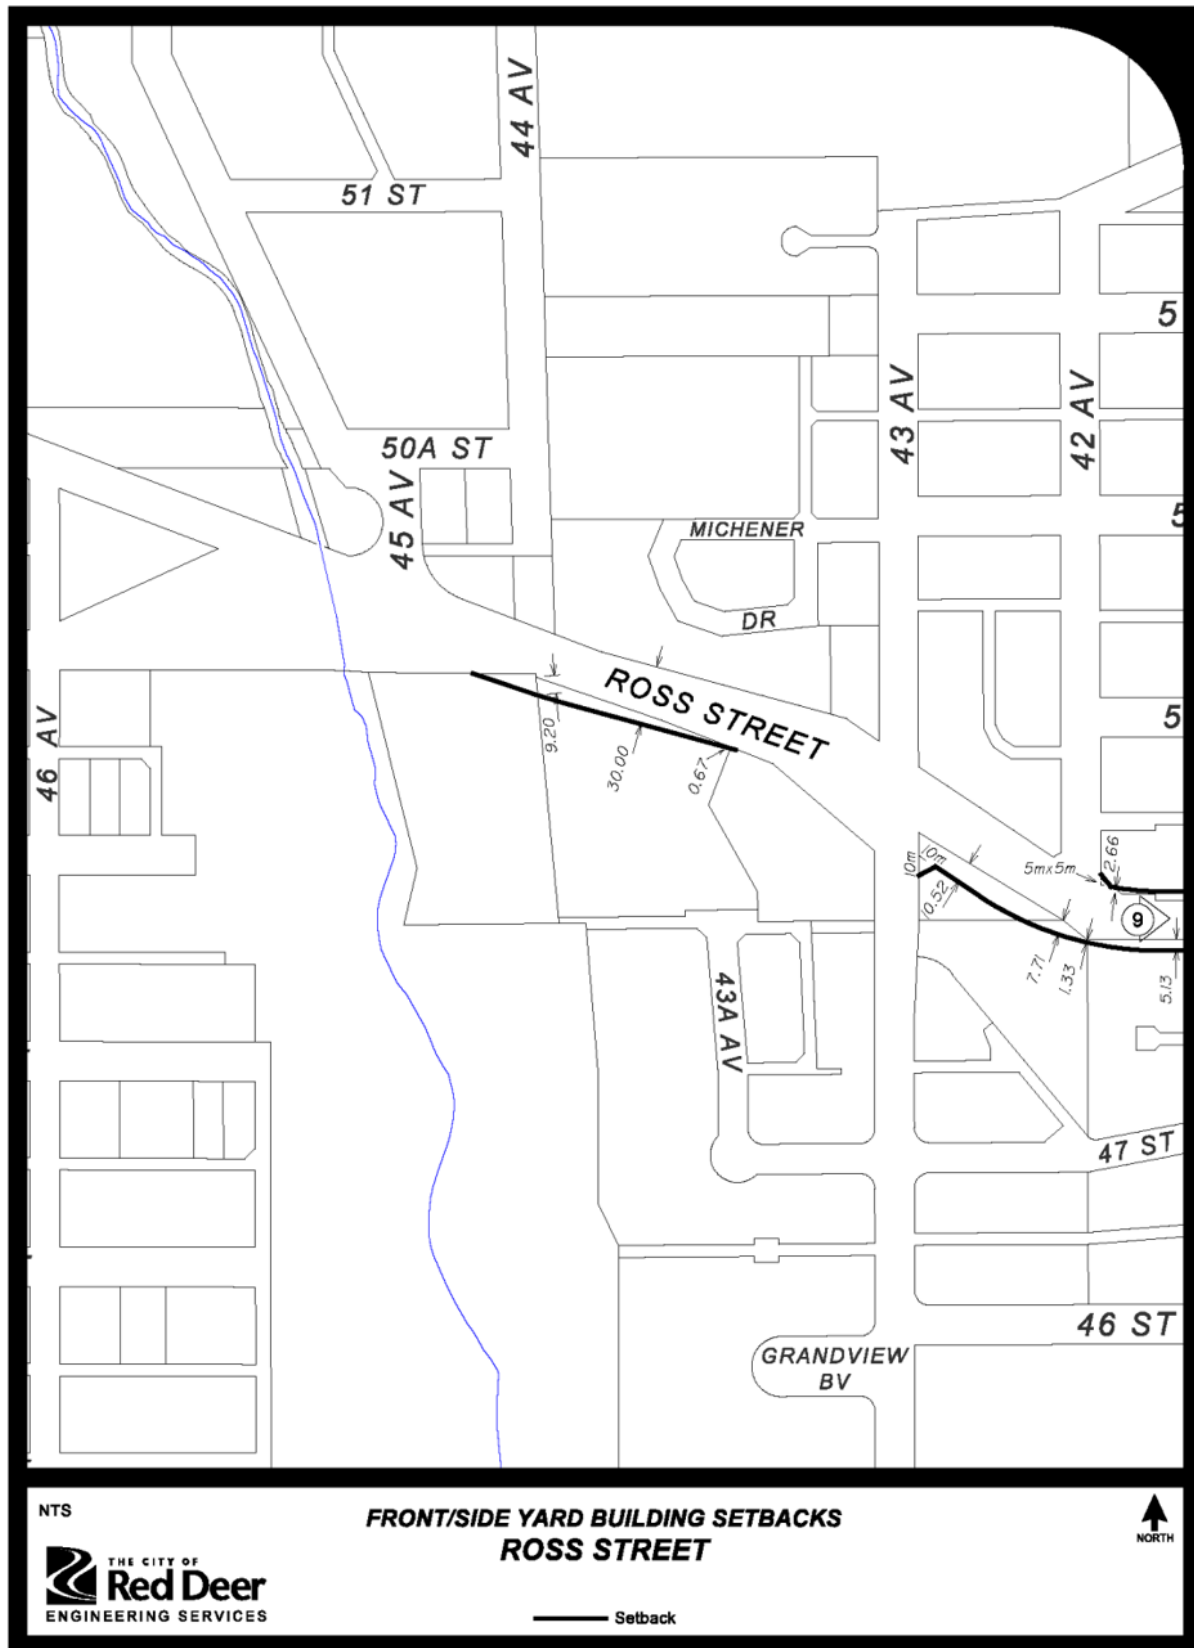 44 AV
51 ST
5
43 AV
42 AV
50A ST
45 AV
5
MICHENER
DR
ROSS STREET
5
46 AV
9.20
30.00
0.67
10m
10m
5mx5m
2.66
10.52
9
7.71
1.33
5.13
43A AV
47 ST
46 ST
GRANDVIEW
BV
NTS
FRONT/SIDE YARD BUILDING SETBACKS
ROSS STREET
NORTH
THE CITY OF
Red Deer
ENGINEERING SERVICES
Setback